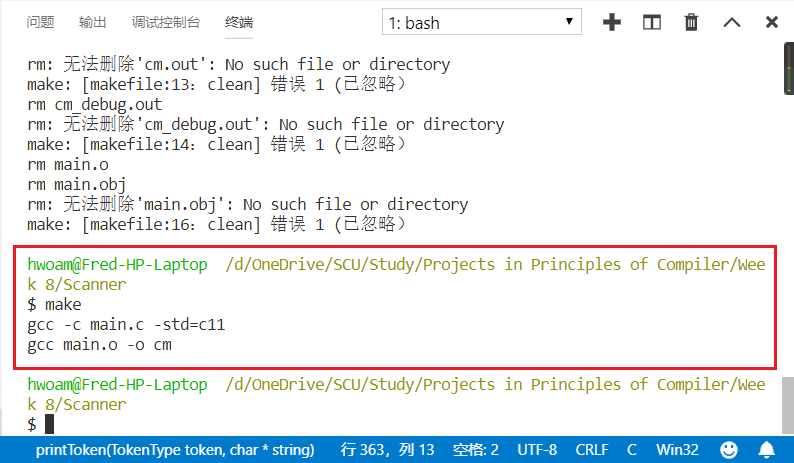 问题 输出 调试控制台 终端 1: bash
rm: 无法删除'cm.out': No such file or directory
make: [makefile:13：clean] 错误 1 (已忽略）
rm cm_debug.out
rm: 无法删除'cm_debug.out': No such file or directory
make: [makefile:14：clean] 错误 1 (已忽略）
rm main.o
rm main.obj
rm: 无法删除'main.obj': No such file or directory
make: [makefile:16：clean] 错误 1 (已忽略）
hwoam@Fred-HP-Laptop /d/OneDrive/SCU/Study/Projects in Principles of Compiler/Wee
k 8/Scanner
$ make
gcc -c main.c -std=c11
gcc main.o -o cm
hwoam@Fred-HP-Laptop /d/OneDrive/SCU/Study/Projects in Principles of Compiler/Wee
k 8/Scanner
$
printToken(TokenType token, char * string) 行 363，列 13 空格: 2 UTF-8 CRLF C Win32